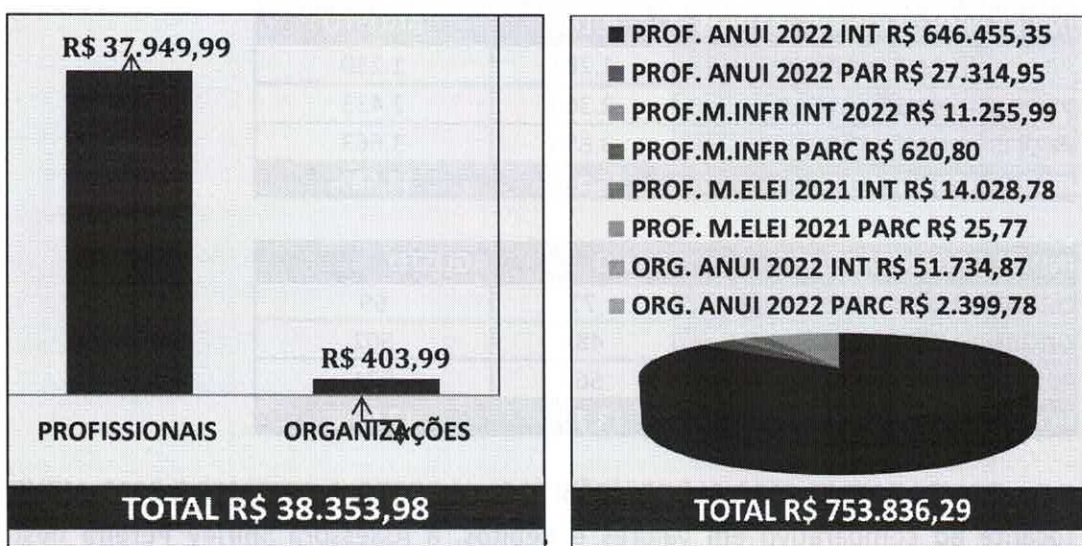 R$ 37.949,99
R$ 403,99
PROFISSIONAIS ORGANIZAÇÕES
TOTAL R$ 38.353,98
PROF. ANUI 2022 INT R$ 646.455,35
PROF. ANUI 2022 PAR R$ 27.314,95
PROF.M.INFR INT 2022 R$ 11.255,99
PROF.M.INFR PARC R$ 620,80
PROF. M.ELEI 2021 INT R$ 14.028,78
PROF. M.ELEI 2021 PARC R$ 25,77
ORG. ANUI 2022 INT R$ 51.734,87
ORG. ANUI 2022 PARC R$ 2.399,78
TOTAL R$ 753.836,29